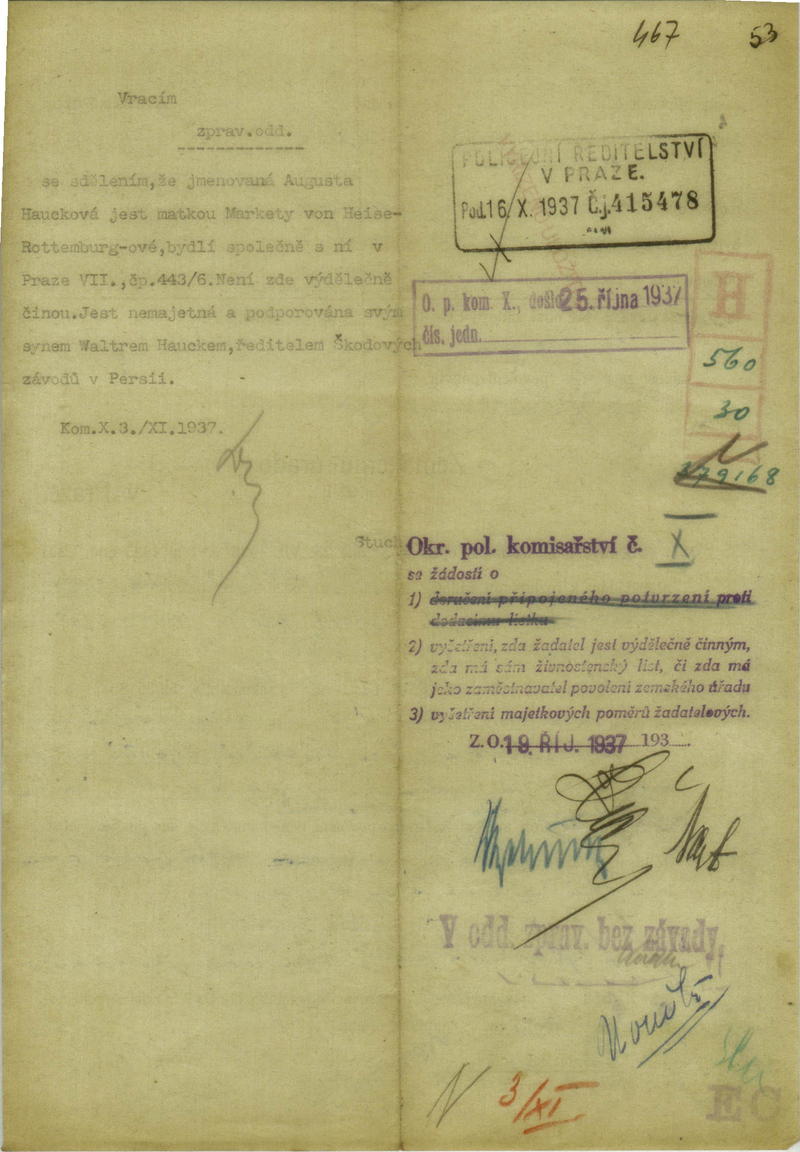 467 53
Vracím
zprav.odd.
se sdělením,že jmenovaná Augusta
Haucková jest matkou Markety von Heise-
Rottemburg-ové,bydlí společně s ní v
Praze VII.,čp.443/6.Není zde výdělečně
činou.Jest nemajetná a podporována svým
synem Waltrem Hauckem,ředitelem Škodových
závodů v Persii.
Kom.X.3./XI.1937.
POLICEJNÍ ŘEDITELSTVÍ
V PRAZE.
Pod.16. X. 1937 Č.j.415478
O. p. kom. X., došlo 25. října 1937
čís. jedn.
H
560
30
N
279168
Stuch
Okr. pol. komisařství č. X
se žádostí o
1) doručení připojeného potvrzení proti
dodacímu lístku
2) vyšetření, zda žadatel jest výdělečně činným,
zda má sám živnostenský list, či zda má
jako zaměstnavatel povolení zemského úřadu
3) vyšetření majetkových poměrů žadatelových.
Z.O. 19. ŘÍJ. 1937 193
V odd. zprav. bez závady.
N 3/XI
EC